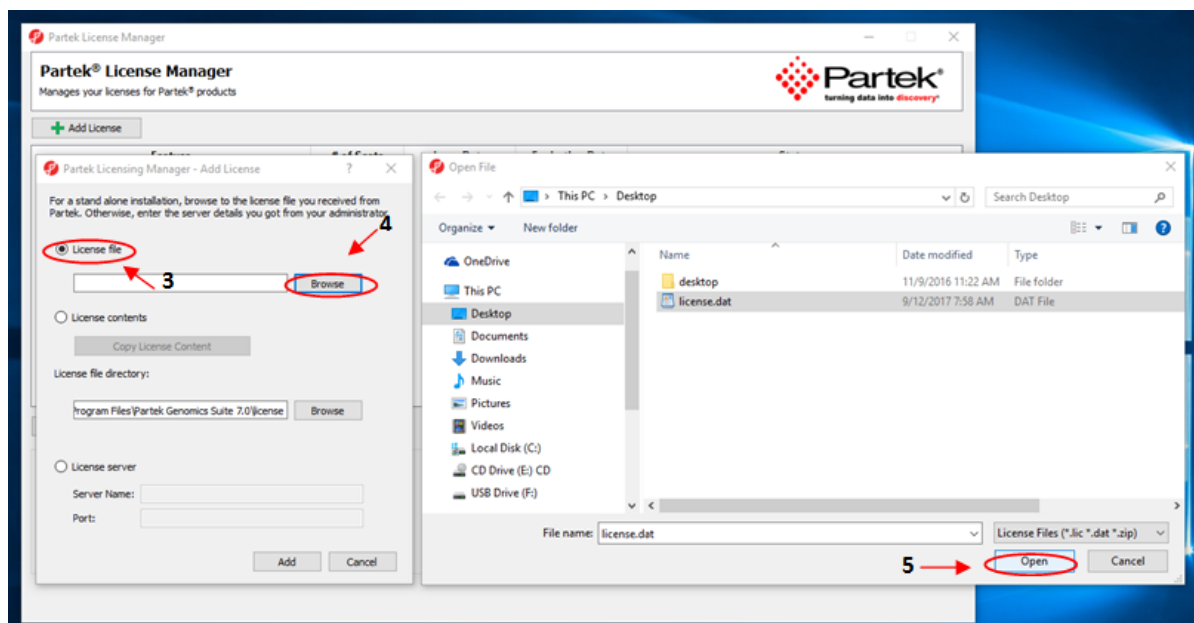 Partek License Manager
Partek® License Manager
Manages your licenses for Partek® products
Partek®
turning data into discovery®
Add License
Partek Licensing Manager - Add License
For a stand alone installation, browse to the license file you received from
Partek. Otherwise, enter the server details you got from your administrator.
4
License file
3
Browse
License contents
Copy License Content
License file directory:
Program Files\Partek Genomics Suite 7.0\license
Browse
License server
Server Name:
Port:
Add
Cancel
Open File
This PC > Desktop
Search Desktop
Organize
New folder
OneDrive
This PC
Desktop
Documents
Downloads
Music
Pictures
Videos
Local Disk (C:)
CD Drive (E:) CD
USB Drive (F:)
Name
Date modified
Type
desktop
11/9/2016 11:22 AM
File folder
license.dat
9/12/2017 7:58 AM
DAT File
File name: license.dat
License Files (*.lic *.dat *.zip)
5
Open
Cancel